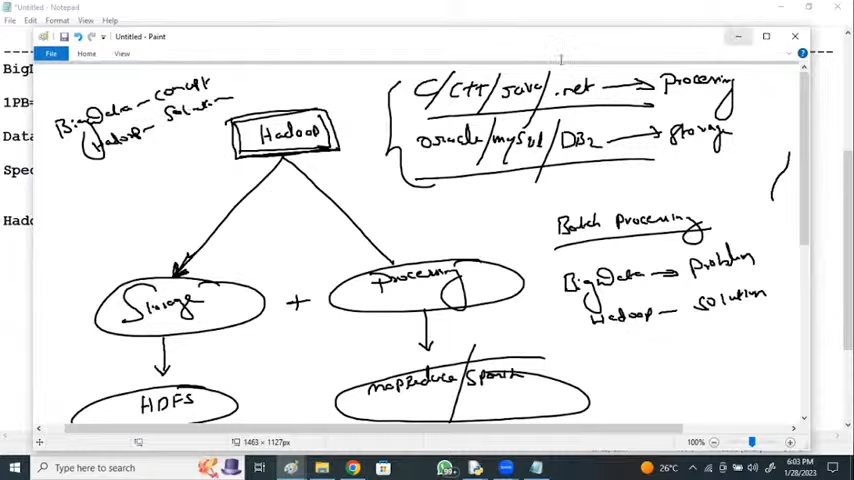 *Untitled - Notepad
File Edit Format View Help
Untitled - Paint
File Home View
BigData - concept
Hadoop - solution
Hadoop
C/C++/Java/.net → Processing
oracle/mysql/DB2 → storage
Batch Processing
BigData → Problem
Hadoop - solution
Storage + Processing
HDFS
mapReduce/Spark
BigD
1PB=
Data
Spec
Hado
1463 × 1127px
100%
Type here to search
99+
26°C
6:03 PM
1/28/2023